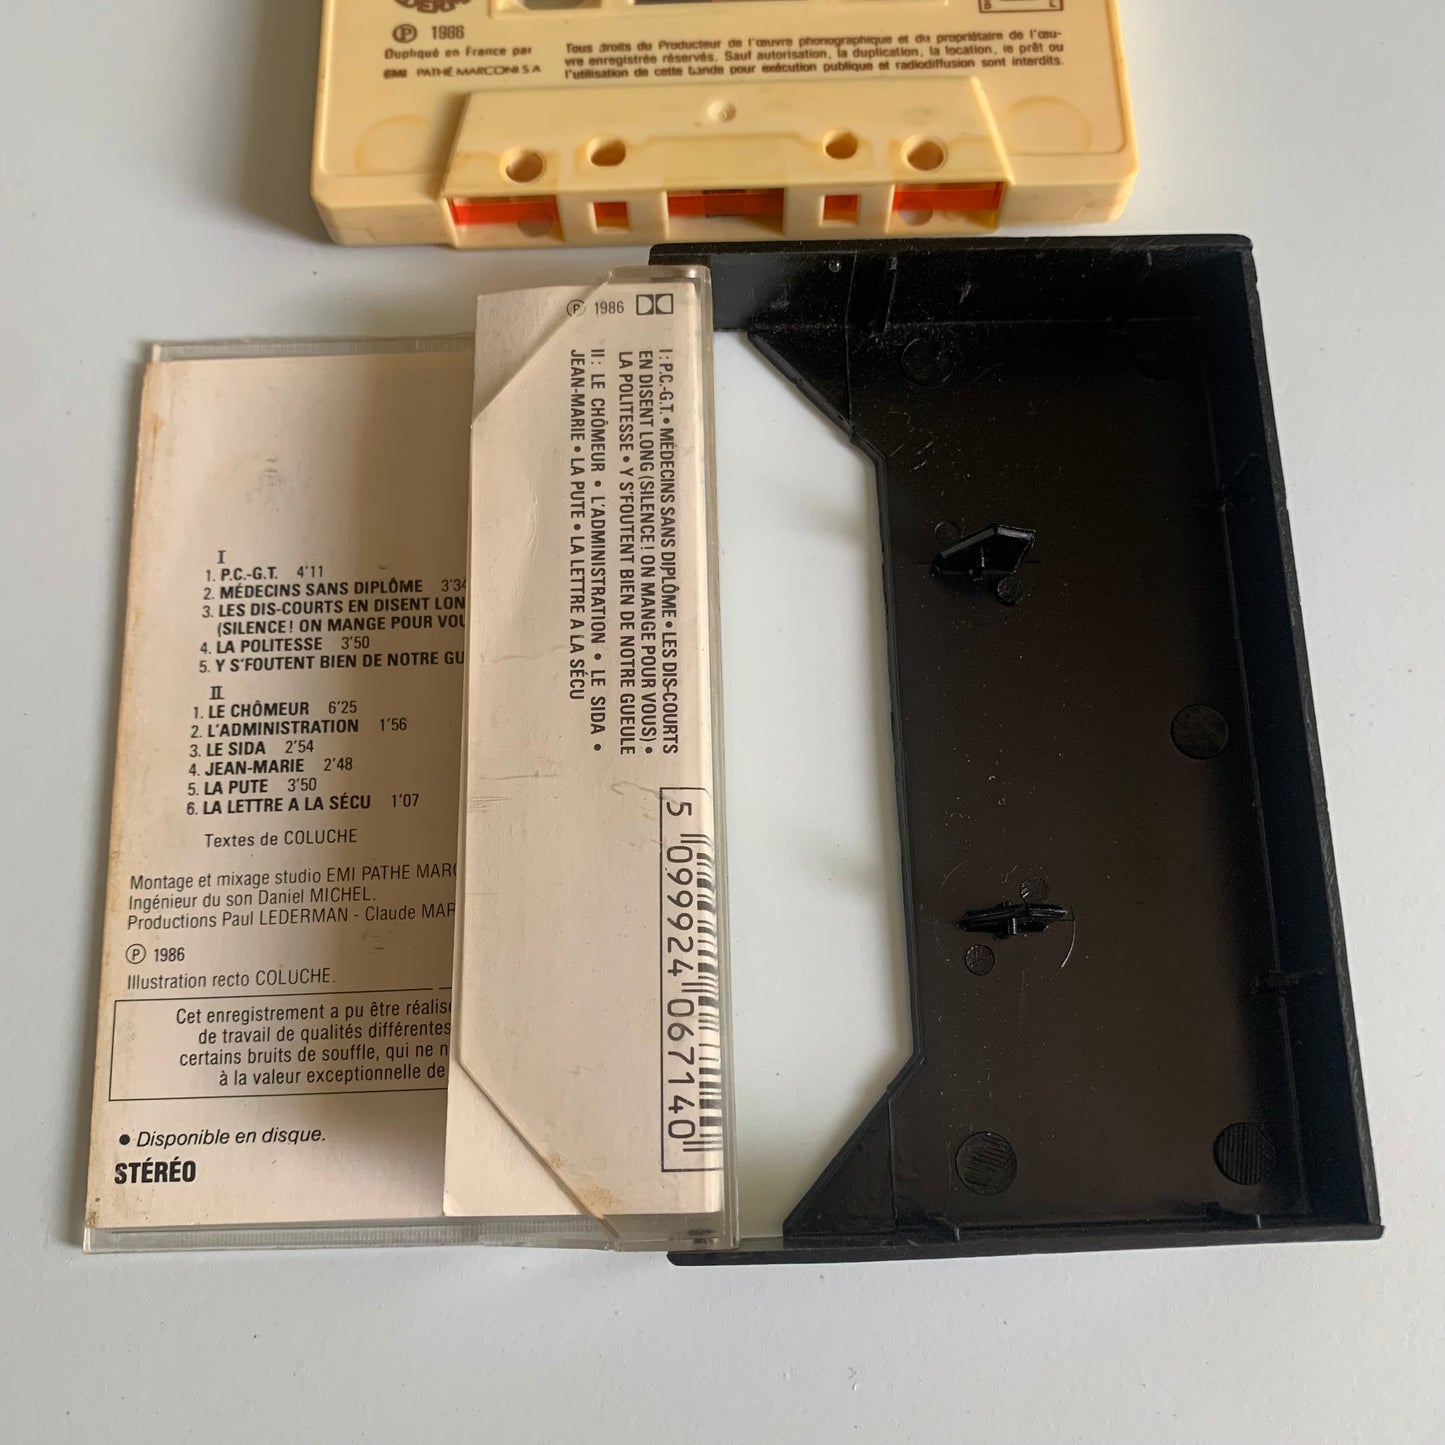 ℗ 1986
Dupliqué en France par
EMI PATHE MARCONI S A
Tous droits du Producteur de l'œuvre phonographique et du propriétaire de l'œu-
vre enregistrée réservés. Sauf autorisation, la duplication, la location, le prêt ou
l'utilisation de cette bande pour exécution publique et radiodiffusion sont interdits.
℗ 1986
I : P.C.-G.T. • MÉDECINS SANS DIPLÔME • LES DIS-COURTS
EN DISENT LONG (SILENCE ! ON MANGE POUR VOUS) •
LA POLITESSE • Y S'FOUTENT BIEN DE NOTRE GUEULE
II : LE CHÔMEUR • L'ADMINISTRATION • LE SIDA •
JEAN-MARIE • LA PUTE • LA LETTRE A LA SÉCU
5 099924 067140
I
1. P.C.-G.T. 4'11
2. MÉDECINS SANS DIPLÔME 3'34
3. LES DIS-COURTS EN DISENT LON
(SILENCE ! ON MANGE POUR VOU
4. LA POLITESSE 3'50
5. Y S'FOUTENT BIEN DE NOTRE GU
II
1. LE CHÔMEUR 6'25
2. L'ADMINISTRATION 1'56
3. LE SIDA 2'54
4. JEAN-MARIE 2'48
5. LA PUTE 3'50
6. LA LETTRE A LA SÉCU 1'07
Textes de COLUCHE
Montage et mixage studio EMI PATHE MARC
Ingénieur du son Daniel MICHEL.
Productions Paul LEDERMAN - Claude MAR
℗ 1986
Illustration recto COLUCHE.
Cet enregistrement a pu être réalisé
de travail de qualités différentes
certains bruits de souffle, qui ne n
à la valeur exceptionnelle de
• Disponible en disque.
STÉRÉO